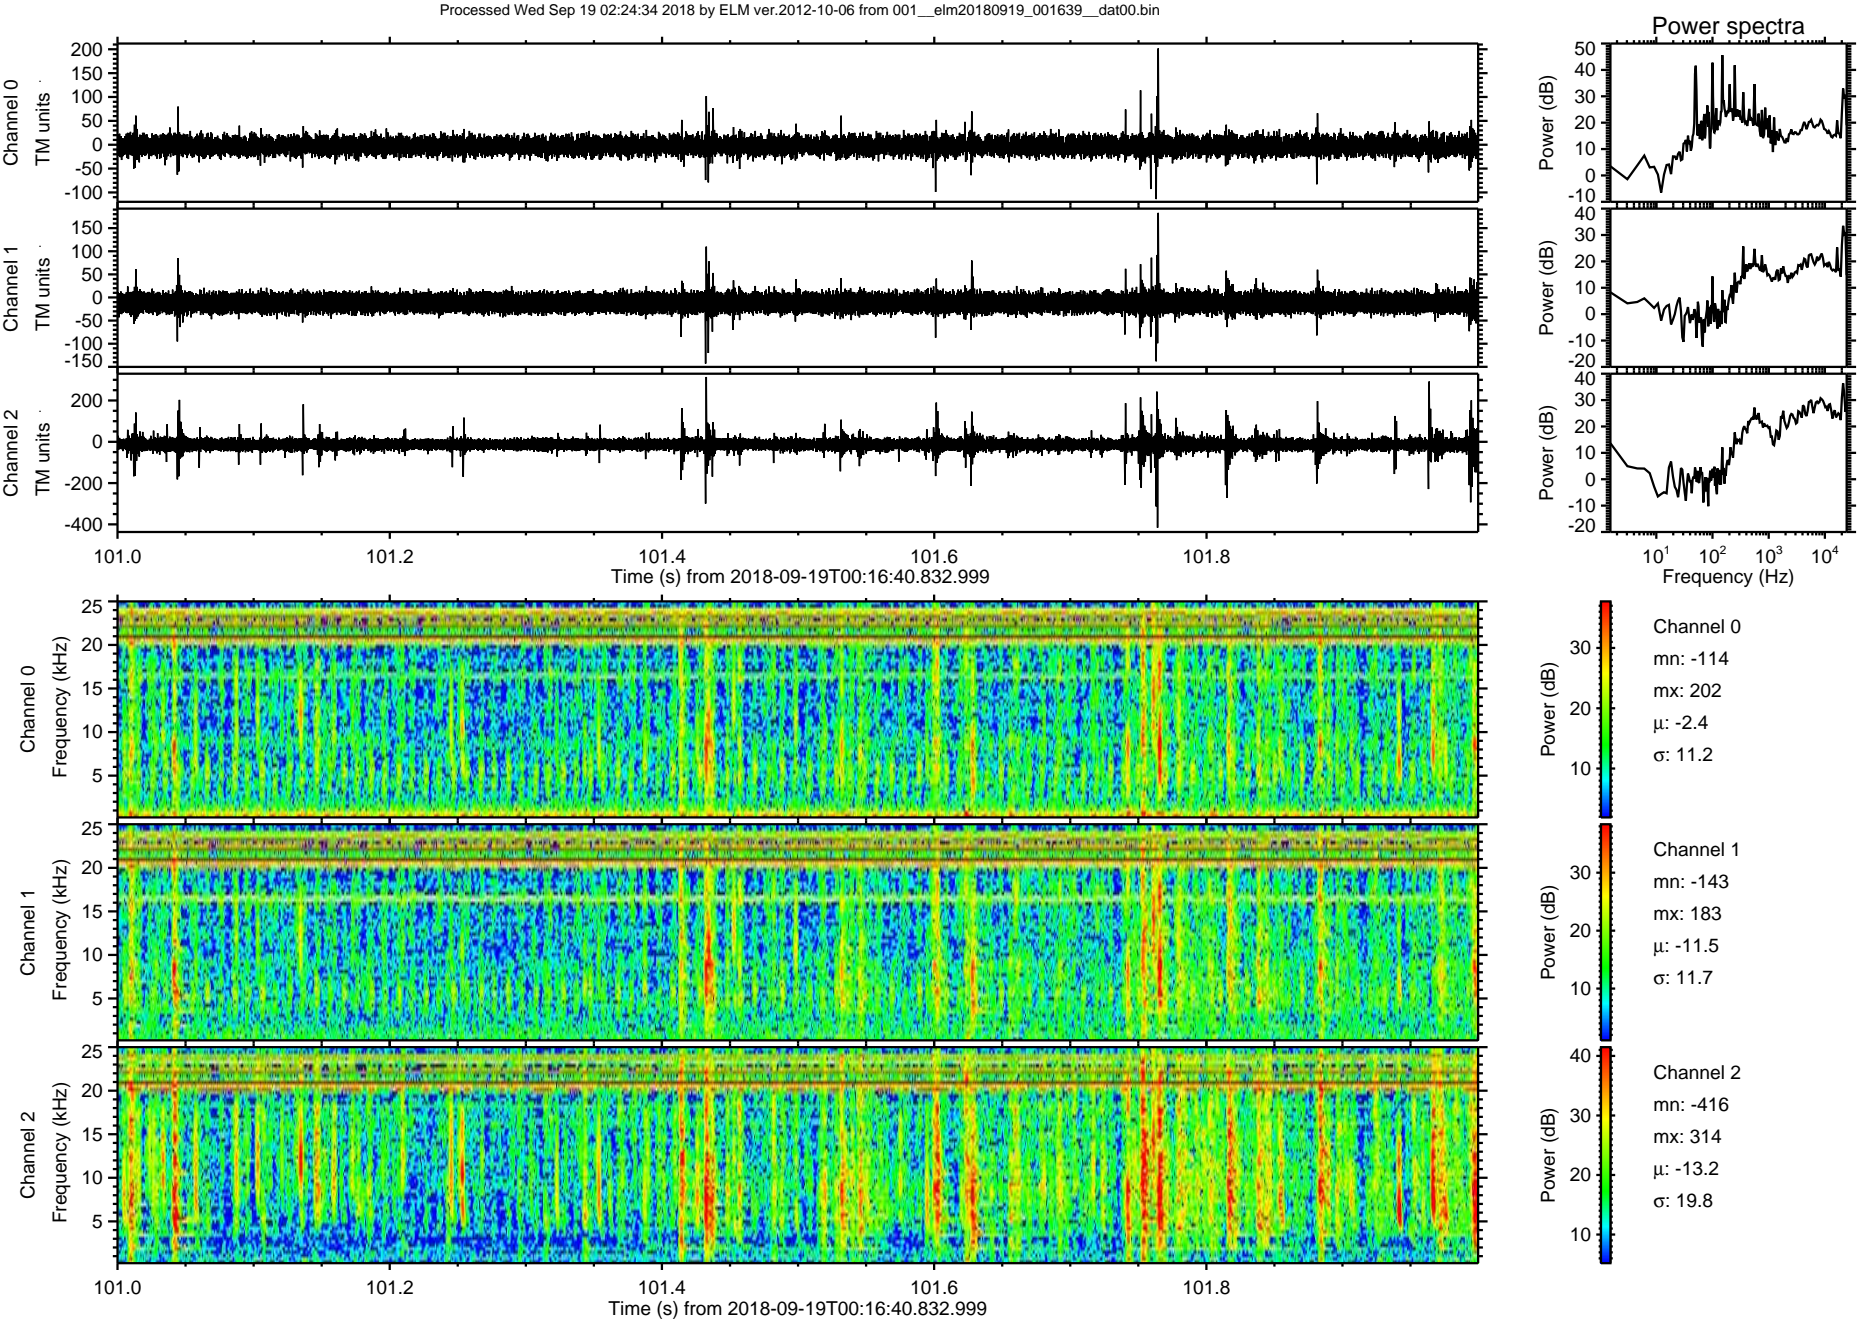 Processed Wed Sep 19 02:24:34 2018 by ELM ver.2012-10-06 from 001__elm20180919_001639__dat00.bin
Power spectra
Channel 0
TM units
200
150
100
50
0
-50
-100
Power (dB)
50
40
30
20
10
0
-10
Channel 1
TM units
150
100
50
0
-50
-100
-150
Power (dB)
40
30
20
10
0
-10
-20
Channel 2
TM units
200
0
-200
-400
Power (dB)
40
30
20
10
0
-10
-20
101.0 101.2 101.4 101.6 101.8
Time (s) from 2018-09-19T00:16:40.832.999
10¹ 10² 10³ 10⁴
Frequency (Hz)
Channel 0
Frequency (kHz)
25
20
15
10
5
Power (dB)
30
20
10
Channel 0
mn: -114
mx: 202
μ: -2.4
σ: 11.2
Channel 1
Frequency (kHz)
25
20
15
10
5
Power (dB)
30
20
10
Channel 1
mn: -143
mx: 183
μ: -11.5
σ: 11.7
Channel 2
Frequency (kHz)
25
20
15
10
5
Power (dB)
40
30
20
10
Channel 2
mn: -416
mx: 314
μ: -13.2
σ: 19.8
101.0 101.2 101.4 101.6 101.8
Time (s) from 2018-09-19T00:16:40.832.999